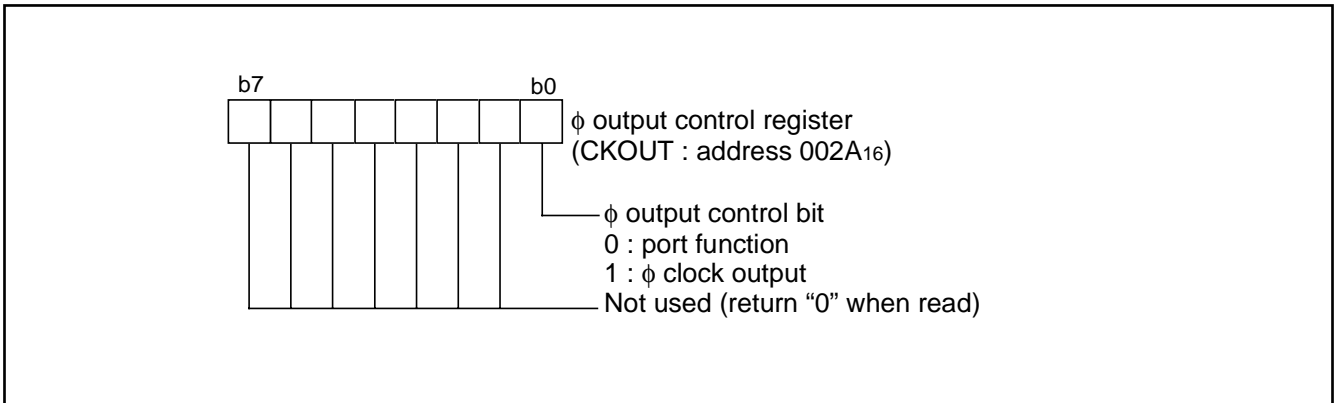 b7 b0
ϕ output control register
(CKOUT : address 002A16)
ϕ output control bit
0 : port function
1 : ϕ clock output
Not used (return “0” when read)